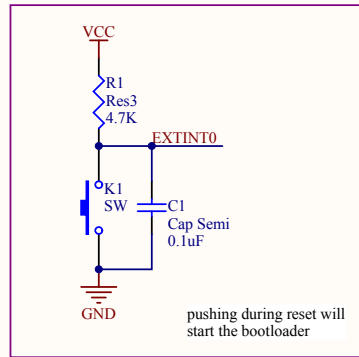 VCC
R1
Res3
4.7K
EXTINT0
K1
SW
C1
Cap Semi
0.1uF
GND
pushing during reset will
start the bootloader